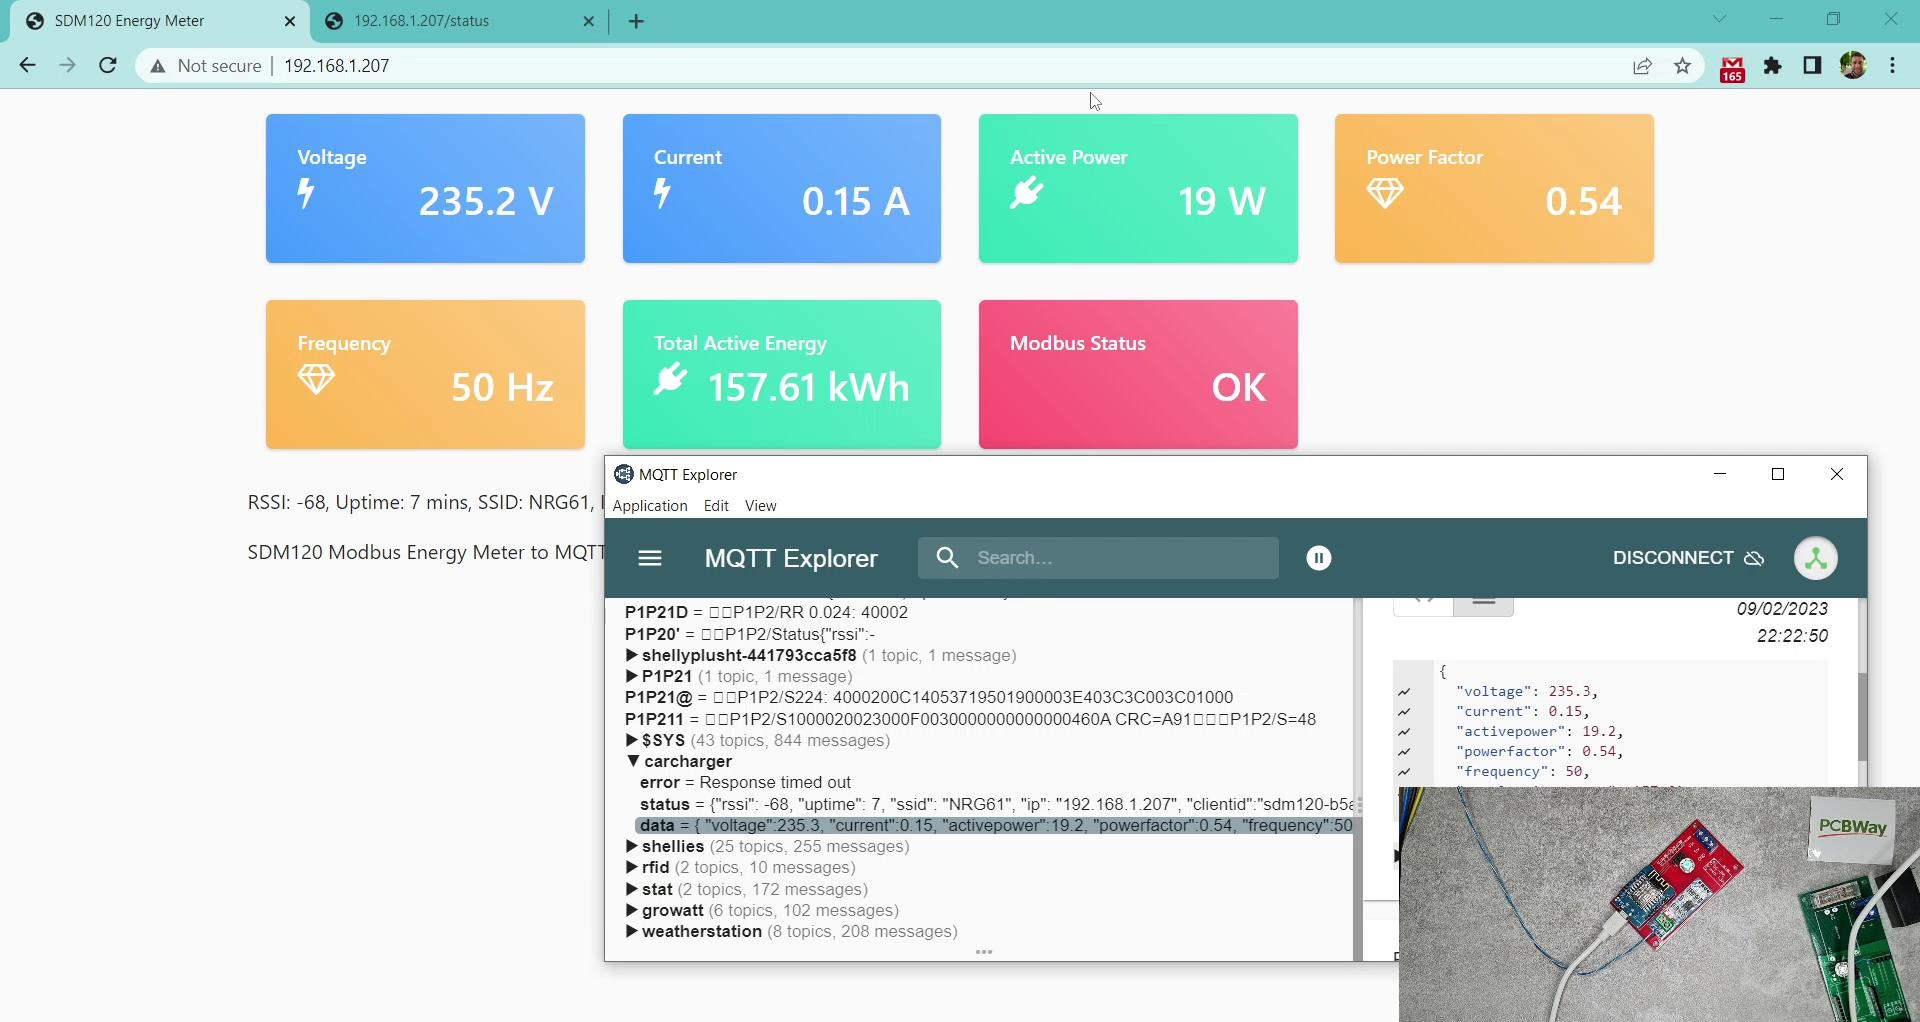 SDM120 Energy Meter
192.168.1.207/status
Not secure
192.168.1.207
165
Voltage
235.2 V
Current
0.15 A
Active Power
19 W
Power Factor
0.54
Frequency
50 Hz
Total Active Energy
157.61 kWh
Modbus Status
OK
RSSI: -68, Uptime: 7 mins, SSID: NRG61,
SDM120 Modbus Energy Meter to MQTT
MQTT Explorer
Application Edit View
MQTT Explorer
Search...
DISCONNECT
P1P21D = □□P1P2/RR 0.024: 40002
P1P20' = □□P1P2/Status{"rssi":-
▶ shellyplusht-441793cca5f8 (1 topic, 1 message)
▶ P1P21 (1 topic, 1 message)
P1P21@ = □□P1P2/S224: 4000200C14053719501900003E403C3C003C01000
P1P211 = □□P1P2/S1000020023000F0030000000000000460A CRC=A91□□□P1P2/S=48
▶ $SYS (43 topics, 844 messages)
▼ carcharger
error = Response timed out
status = {"rssi": -68, "uptime": 7, "ssid": "NRG61", "ip": "192.168.1.207", "clientid":"sdm120-b5a
data = { "voltage":235.3, "current":0.15, "activepower":19.2, "powerfactor":0.54, "frequency":50
▶ shellies (25 topics, 255 messages)
▶ rfid (2 topics, 10 messages)
▶ stat (2 topics, 172 messages)
▶ growatt (6 topics, 102 messages)
▶ weatherstation (8 topics, 208 messages)
09/02/2023
22:22:50
{
"voltage": 235.3,
"current": 0.15,
"activepower": 19.2,
"powerfactor": 0.54,
"frequency": 50,
PCBWay